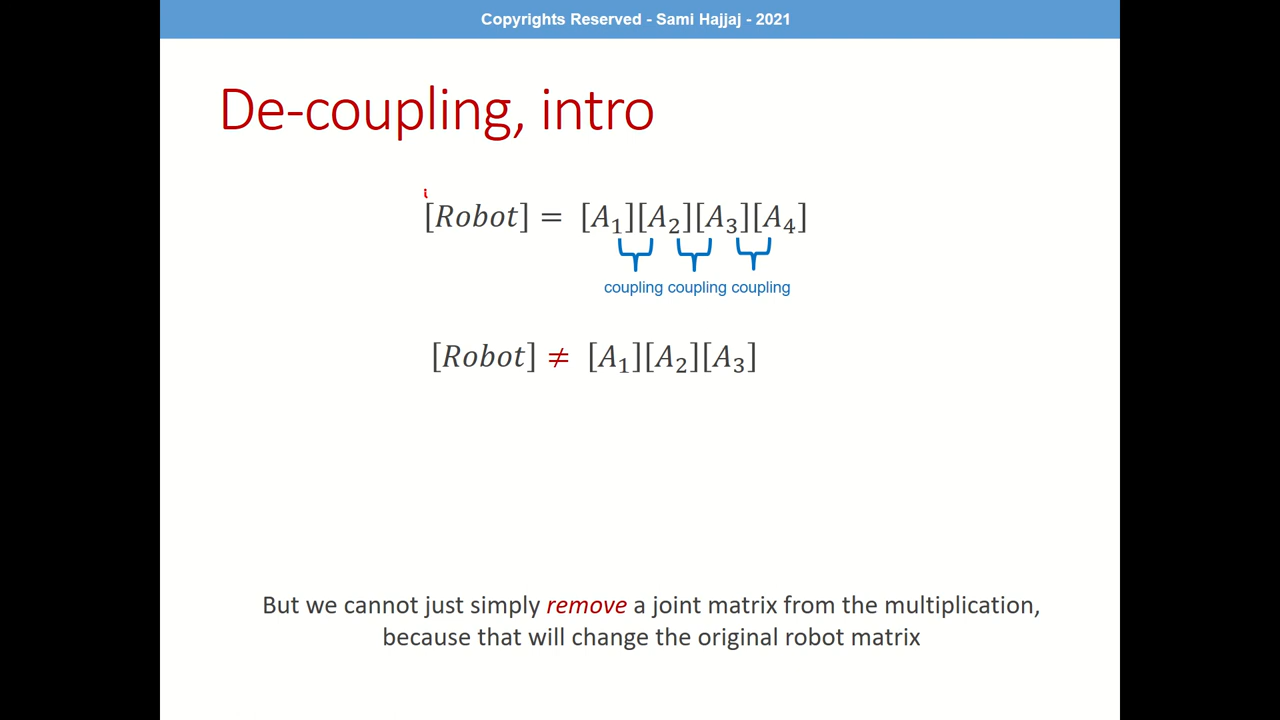 Copyrights Reserved - Sami Hajjaj - 2021
De-coupling, intro
[Robot] = [A₁][A₂][A₃][A₄]
coupling coupling coupling
[Robot] ≠ [A₁][A₂][A₃]
But we cannot just simply remove a joint matrix from the multiplication,
because that will change the original robot matrix